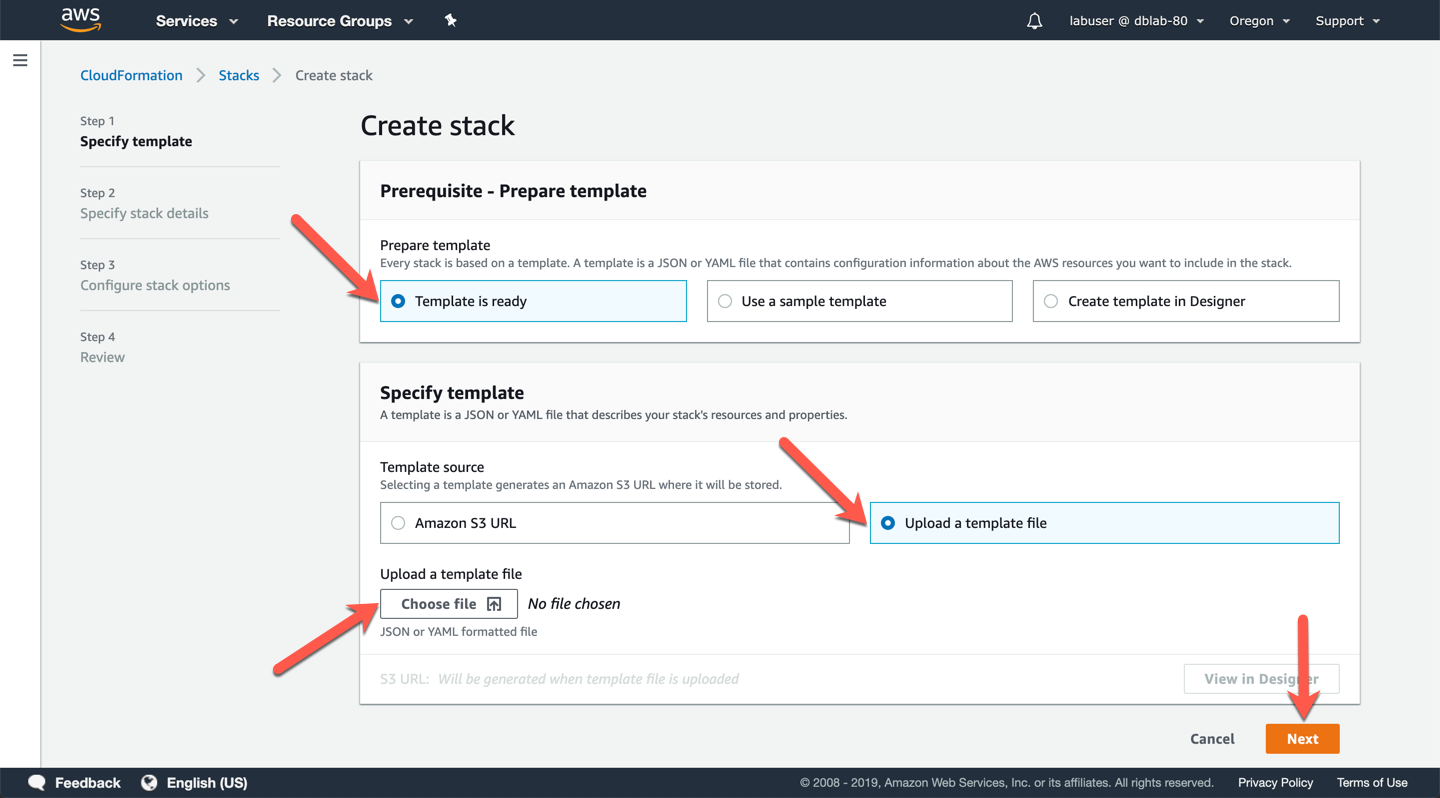 aws Services Resource Groups labuser @ dblab-80 Oregon Support
CloudFormation Stacks Create stack
Step 1
Specify template
Step 2
Specify stack details
Step 3
Configure stack options
Step 4
Review
Create stack
Prerequisite - Prepare template
Prepare template
Every stack is based on a template. A template is a JSON or YAML file that contains configuration information about the AWS resources you want to include in the stack.
Template is ready Use a sample template Create template in Designer
Specify template
A template is a JSON or YAML file that describes your stack's resources and properties.
Template source
Selecting a template generates an Amazon S3 URL where it will be stored.
Amazon S3 URL Upload a template file
Upload a template file
Choose file No file chosen
JSON or YAML formatted file
S3 URL: Will be generated when template file is uploaded View in Designer
Cancel Next
Feedback English (US) © 2008 - 2019, Amazon Web Services, Inc. or its affiliates. All rights reserved. Privacy Policy Terms of Use